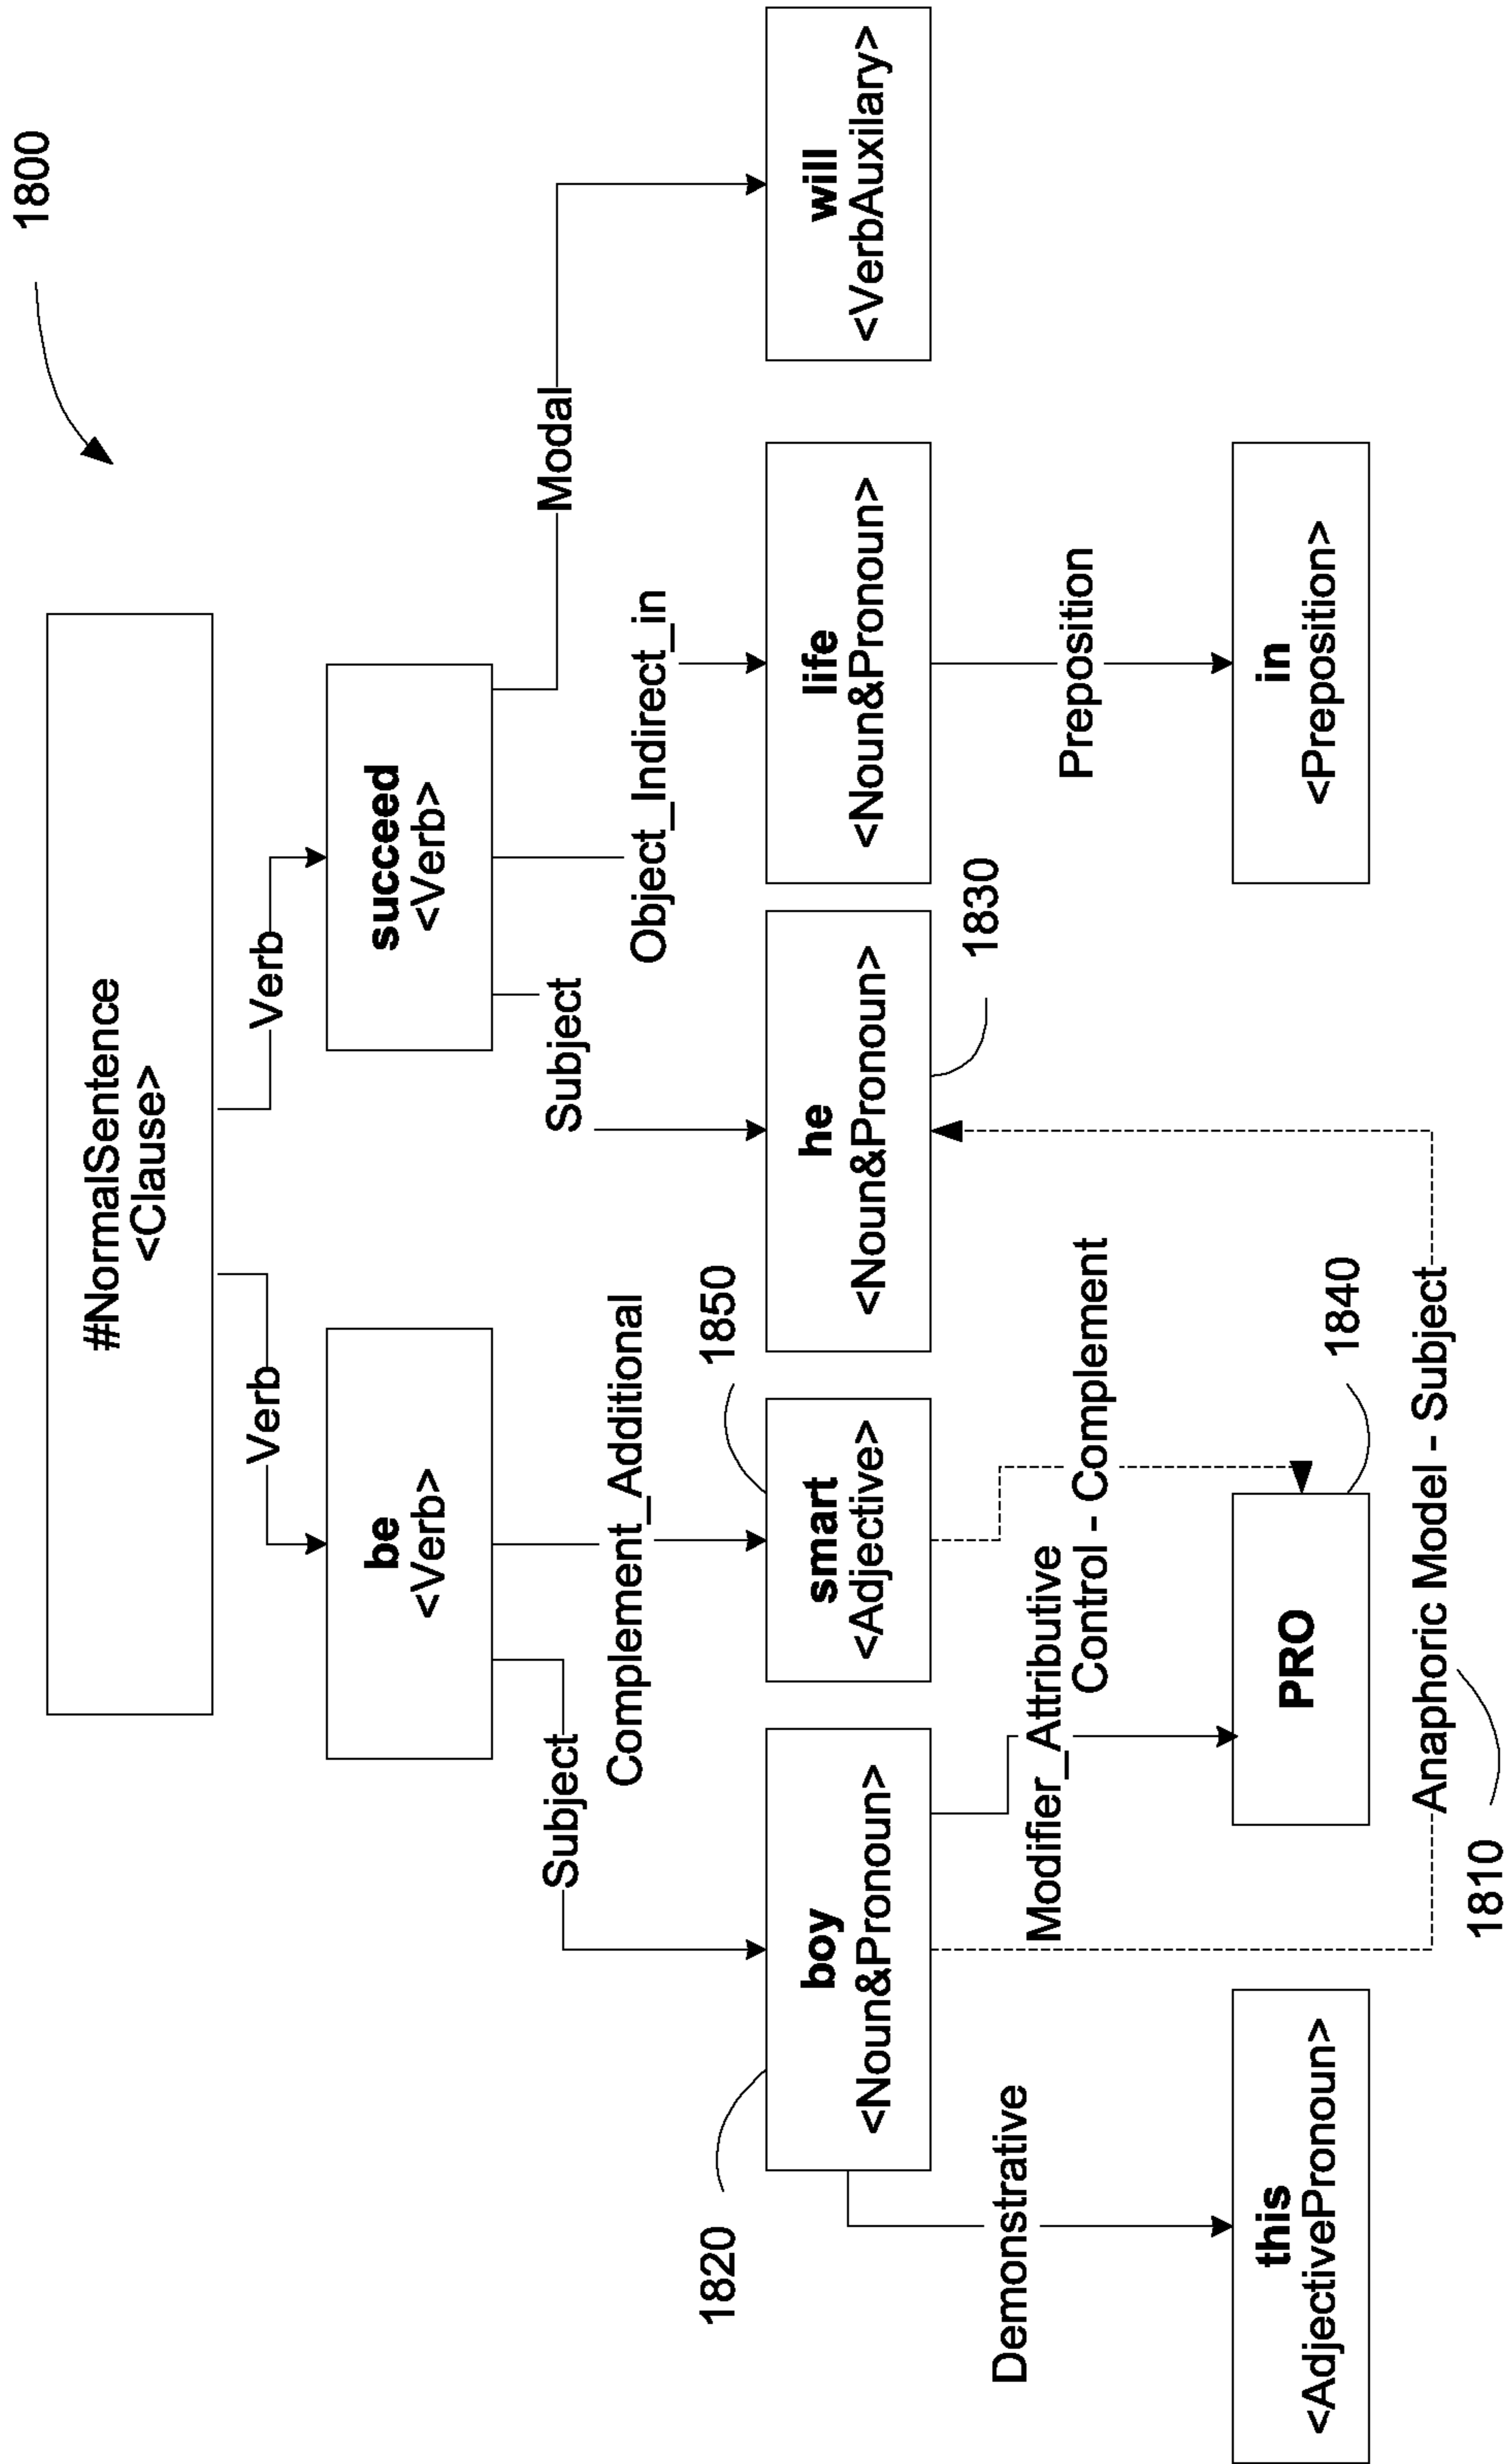 1800
#NormalSentence
<Clause>
Verb
Verb
be
<Verb>
succeed
<Verb>
Subject
Complement_Additional
Subject
Object_Indirect_in
Modal
1820
1850
boy
<Noun&Pronoun>
smart
<Adjective>
he
<Noun&Pronoun>
life
<Noun&Pronoun>
will
<VerbAuxilary>
1830
Demonstrative
Modifier_Attributive
Control - Complement
Preposition
this
<AdjectivePronoun>
PRO
in
<Preposition>
1840
Anaphoric Model - Subject
1810